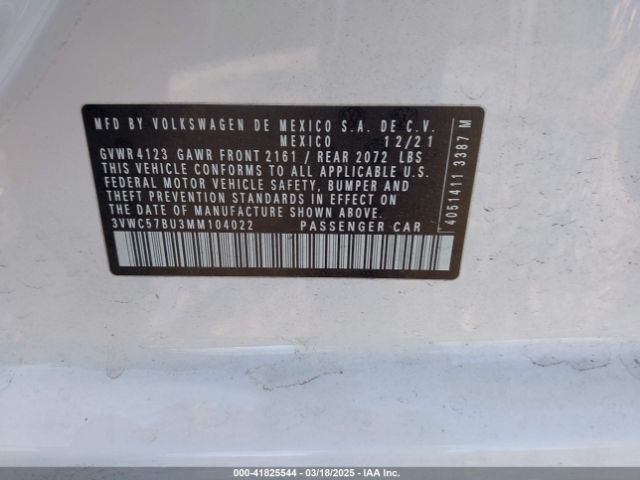 MFD BY VOLKSWAGEN DE MEXICO S.A. DE C.V.
MEXICO 12/21
GVWR 4123 GAWR FRONT 2161 / REAR 2072 LBS
THIS VEHICLE CONFORMS TO ALL APPLICABLE U.S.
FEDERAL MOTOR VEHICLE SAFETY, BUMPER AND
THEFT PREVENTION STANDARDS IN EFFECT ON
THE DATE OF MANUFACTURE SHOWN ABOVE.
3VWC57BU3MM104022 PASSENGER CAR
4051411 3387 M
000-41825544 | 03/18/2025 | IAA, Inc.